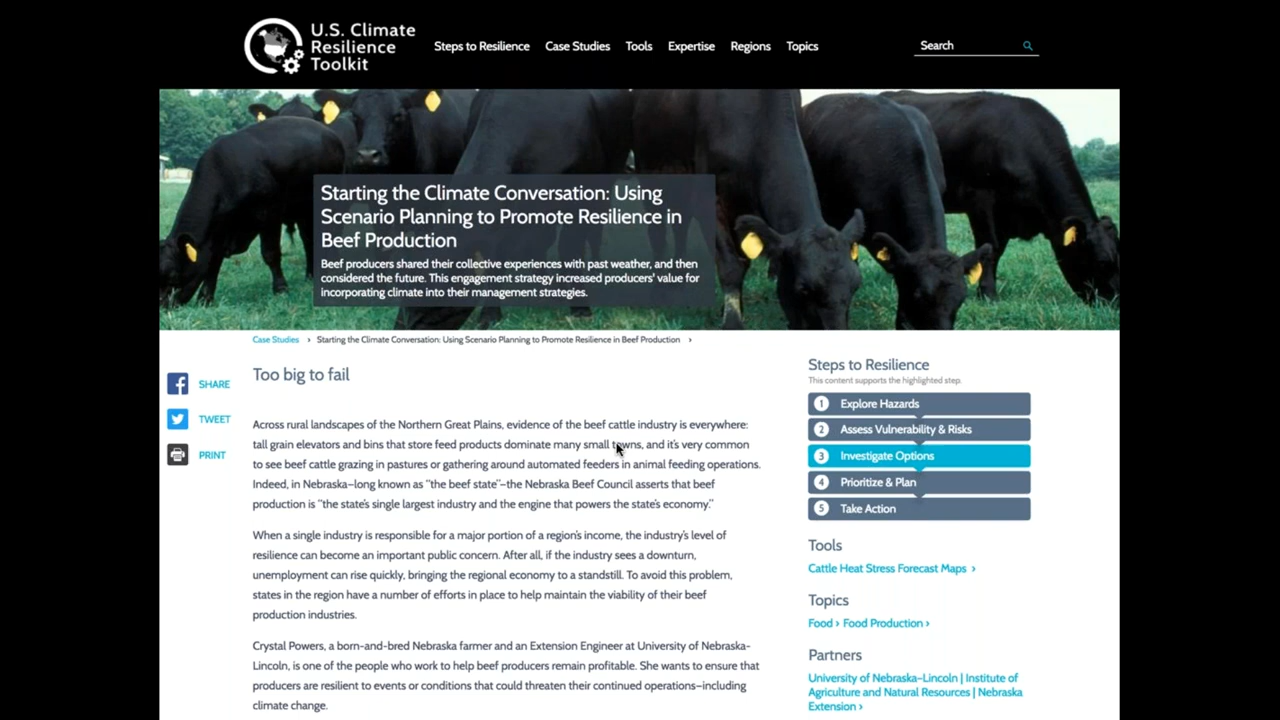 U.S. Climate
Resilience
Toolkit
Steps to Resilience
Case Studies
Tools
Expertise
Regions
Topics
Search
Starting the Climate Conversation: Using
Scenario Planning to Promote Resilience in
Beef Production
Beef producers shared their collective experiences with past weather, and then
considered the future. This engagement strategy increased producers' value for
incorporating climate into their management strategies.
Case Studies › Starting the Climate Conversation: Using Scenario Planning to Promote Resilience in Beef Production ›
SHARE
TWEET
PRINT
Too big to fail
Across rural landscapes of the Northern Great Plains, evidence of the beef cattle industry is everywhere:
tall grain elevators and bins that store feed products dominate many small towns, and it's very common
to see beef cattle grazing in pastures or gathering around automated feeders in animal feeding operations.
Indeed, in Nebraska—long known as "the beef state"—the Nebraska Beef Council asserts that beef
production is "the state's single largest industry and the engine that powers the state's economy."
When a single industry is responsible for a major portion of a region's income, the industry's level of
resilience can become an important public concern. After all, if the industry sees a downturn,
unemployment can rise quickly, bringing the regional economy to a standstill. To avoid this problem,
states in the region have a number of efforts in place to help maintain the viability of their beef
production industries.
Crystal Powers, a born-and-bred Nebraska farmer and an Extension Engineer at University of Nebraska-
Lincoln, is one of the people who work to help beef producers remain profitable. She wants to ensure that
producers are resilient to events or conditions that could threaten their continued operations—including
climate change.
Steps to Resilience
This content supports the highlighted step.
1 Explore Hazards
2 Assess Vulnerability & Risks
3 Investigate Options
4 Prioritize & Plan
5 Take Action
Tools
Cattle Heat Stress Forecast Maps ›
Topics
Food › Food Production ›
Partners
University of Nebraska–Lincoln | Institute of
Agriculture and Natural Resources | Nebraska
Extension ›